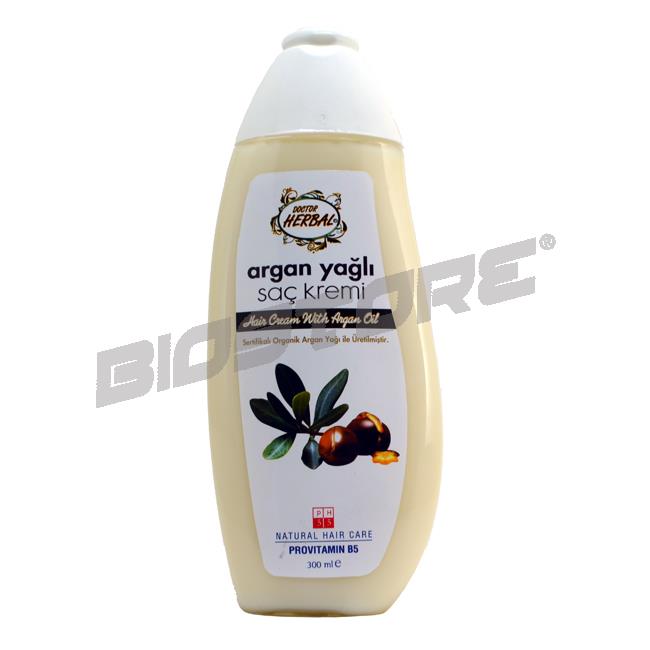 DOCTOR
HERBAL
argan yağlı
saç kremi
Hair Cream With Argan Oil
Sertifikalı Organik Argan Yağı ile Üretilmiştir.
BIOSTORE®
PH
5 5
NATURAL HAIR CARE
PROVITAMIN B5
300 ml e